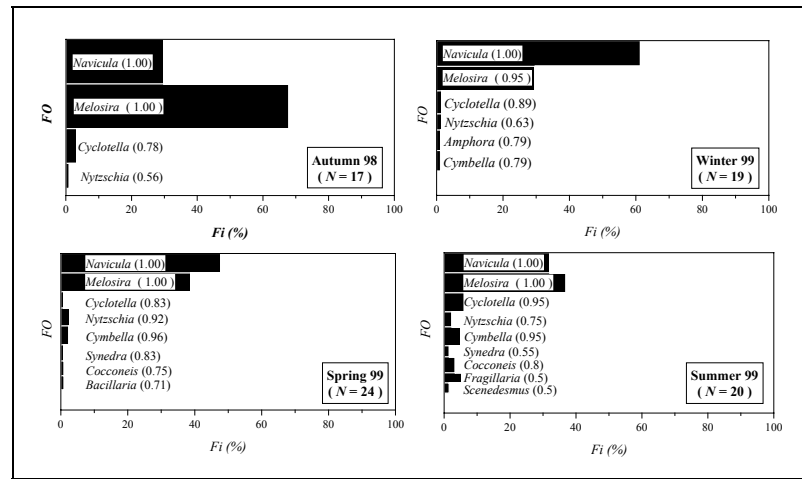 FO
Navicula (1.00)
Melosira ( 1.00 )
Cyclotella (0.78)
Nytzschia (0.56)
Autumn 98
( N = 17 )
0 20 40 60 80 100
Fi (%)
FO
Navicula (1.00)
Melosira ( 0.95 )
Cyclotella (0.89)
Nytzschia (0.63)
Amphora (0.79)
Cymbella (0.79)
Winter 99
( N = 19 )
0 20 40 60 80 100
Fi (%)
FO
Navicula (1.00)
Melosira ( 1.00 )
Cyclotella (0.83)
Nytzschia (0.92)
Cymbella (0.96)
Synedra (0.83)
Cocconeis (0.75)
Bacillaria (0.71)
Spring 99
( N = 24 )
0 20 40 60 80 100
Fi (%)
FO
Navicula (1.00)
Melosira ( 1.00 )
Cyclotella (0.95)
Nytzschia (0.75)
Cymbella (0.95)
Synedra (0.55)
Cocconeis (0.8)
Fragillaria (0.5)
Scenedesmus (0.5)
Summer 99
( N = 20 )
0 20 40 60 80 100
Fi (%)